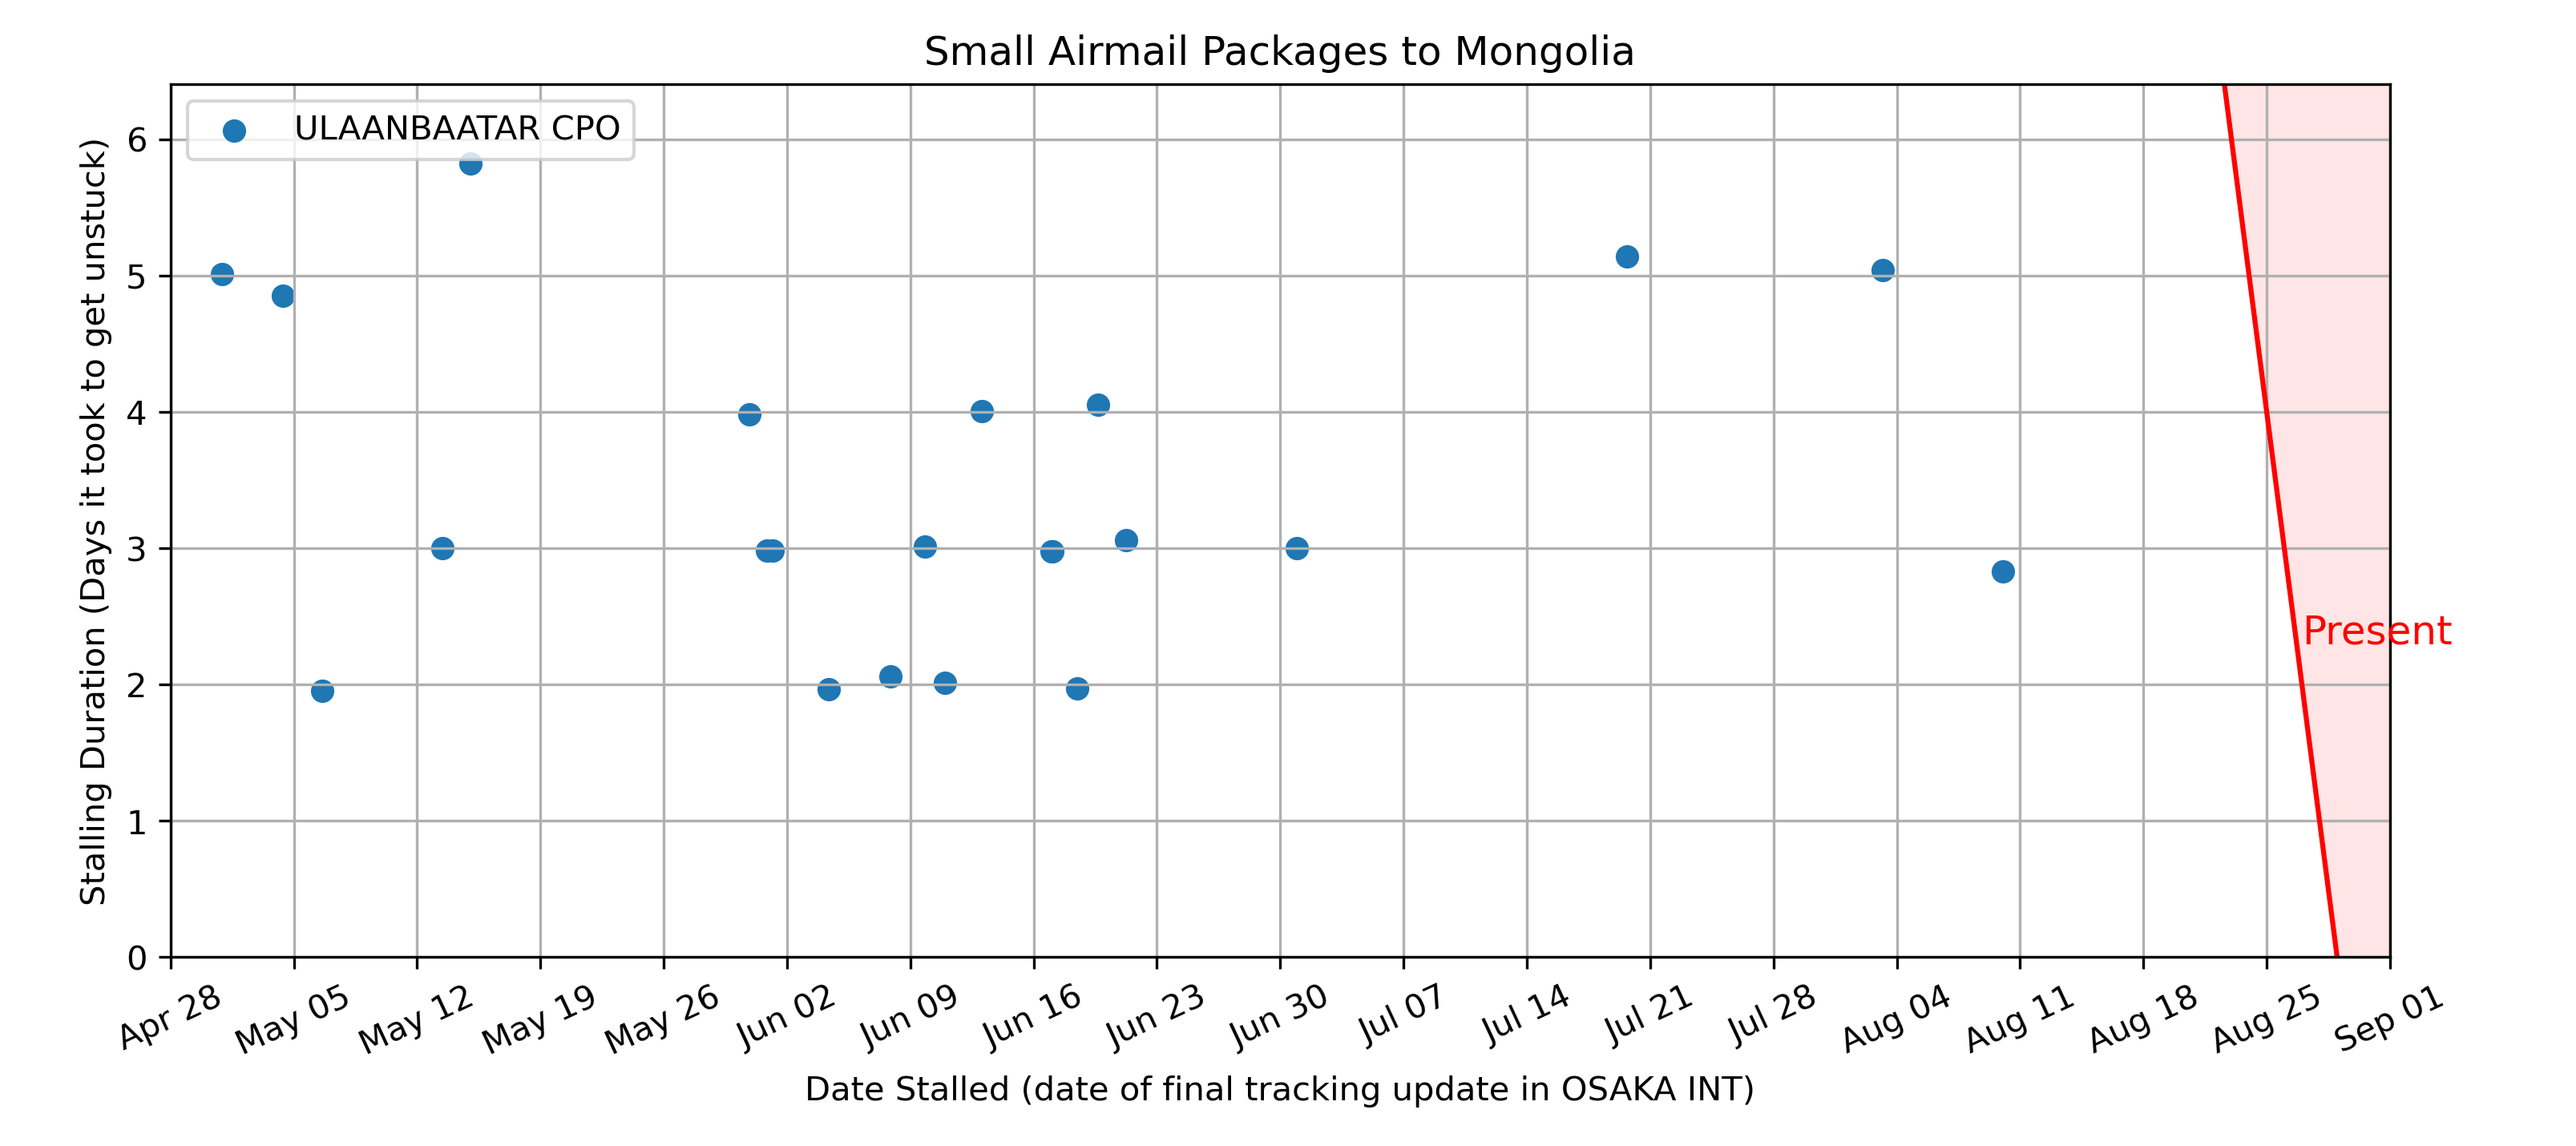 Small Airmail Packages to Mongolia
ULAANBAATAR CPO
Stalling Duration (Days it took to get unstuck)
6
5
4
3
2
1
0
Present
Apr 28
May 05
May 12
May 19
May 26
Jun 02
Jun 09
Jun 16
Jun 23
Jun 30
Jul 07
Jul 14
Jul 21
Jul 28
Aug 04
Aug 11
Aug 18
Aug 25
Sep 01
Date Stalled (date of final tracking update in OSAKA INT)